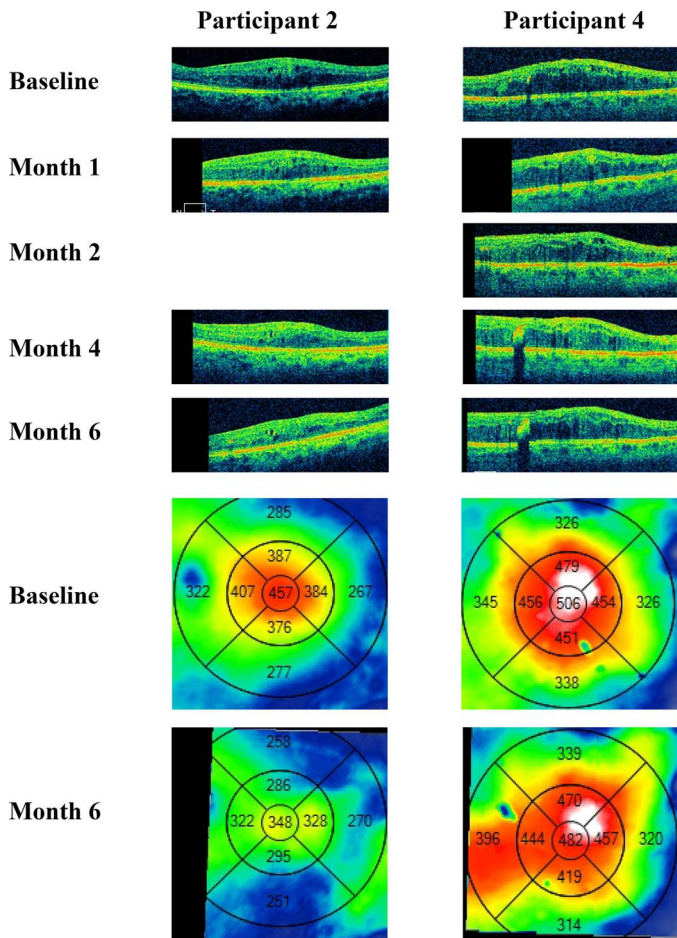 Participant 2 Participant 4
Baseline
Month 1
N T
Month 2
Month 4
Month 6
Baseline
285
387
322 407 457 384 267
376
277
326
479
345 456 506 454 326
451
338
Month 6
258
286
322 348 328 270
295
251
339
470
396 444 482 457 320
419
314